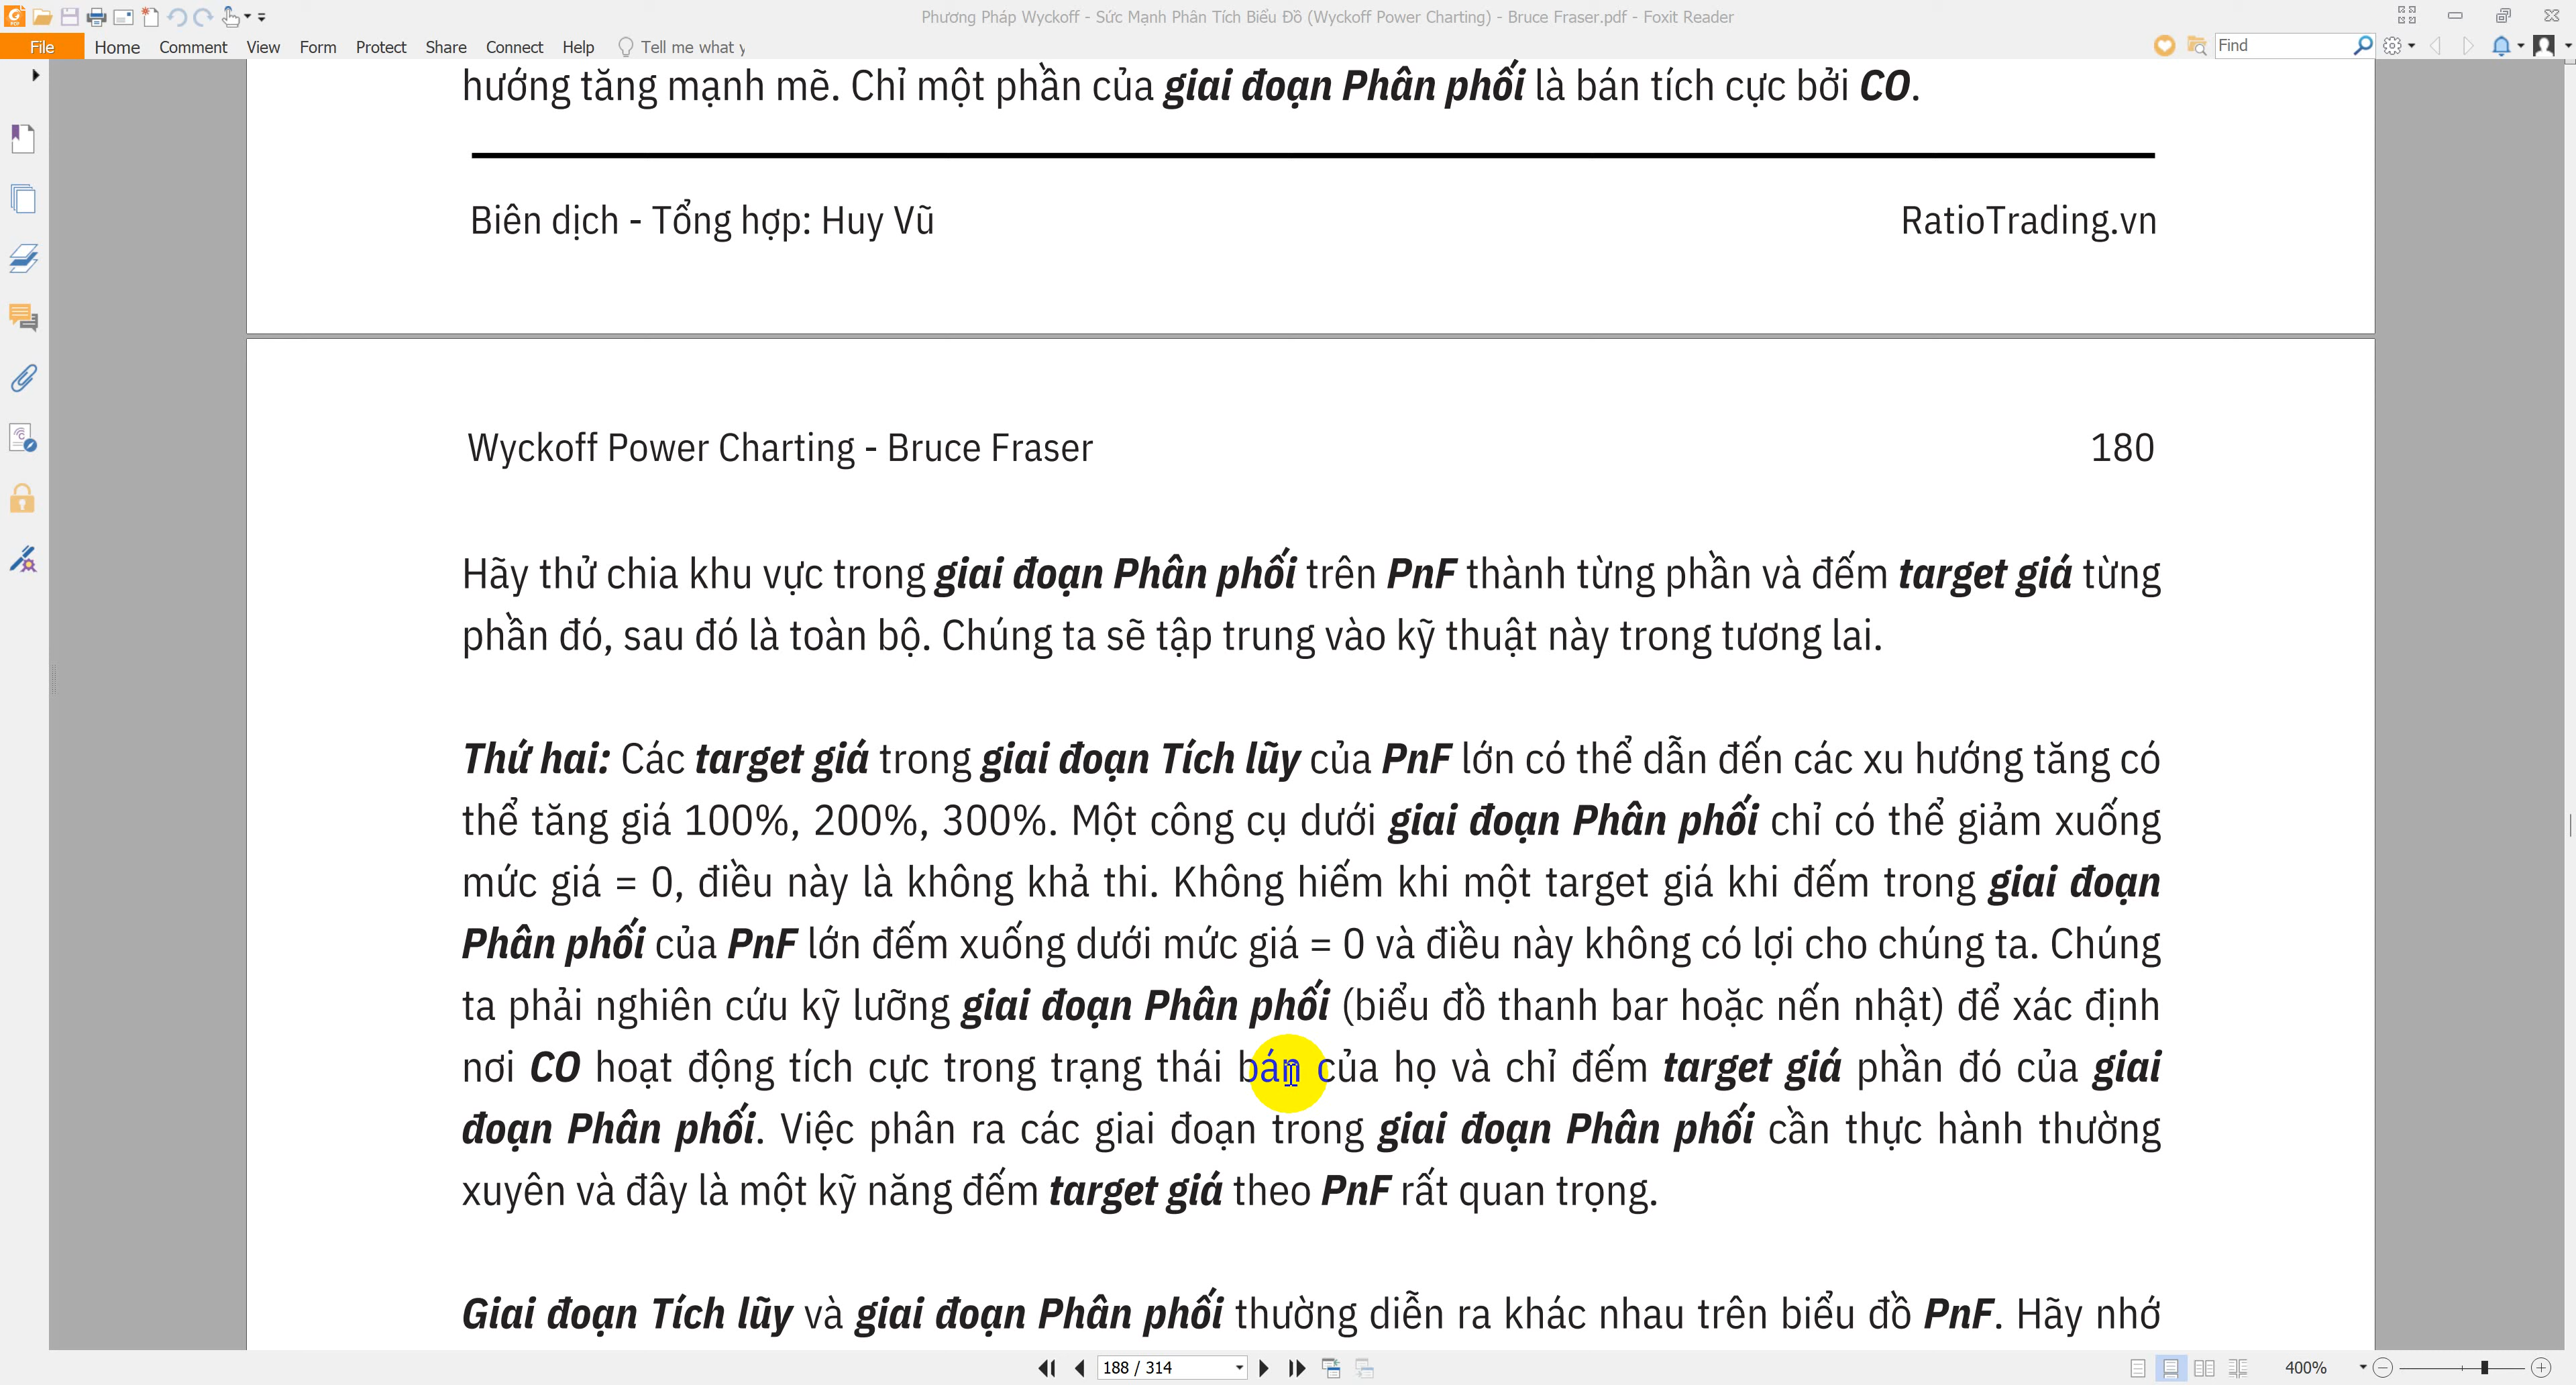 Phương Pháp Wyckoff - Sức Mạnh Phân Tích Biểu Đồ (Wyckoff Power Charting) - Bruce Fraser.pdf - Foxit Reader
File Home Comment View Form Protect Share Connect Help Tell me what y Find
hướng tăng mạnh mẽ. Chỉ một phần của giai đoạn Phân phối là bán tích cực bởi CO.
Biên dịch - Tổng hợp: Huy Vũ RatioTrading.vn
Wyckoff Power Charting - Bruce Fraser 180
Hãy thử chia khu vực trong giai đoạn Phân phối trên PnF thành từng phần và đếm target giá từng
phần đó, sau đó là toàn bộ. Chúng ta sẽ tập trung vào kỹ thuật này trong tương lai.
Thứ hai: Các target giá trong giai đoạn Tích lũy của PnF lớn có thể dẫn đến các xu hướng tăng có
thể tăng giá 100%, 200%, 300%. Một công cụ dưới giai đoạn Phân phối chỉ có thể giảm xuống
mức giá = 0, điều này là không khả thi. Không hiếm khi một target giá khi đếm trong giai đoạn
Phân phối của PnF lớn đếm xuống dưới mức giá = 0 và điều này không có lợi cho chúng ta. Chúng
ta phải nghiên cứu kỹ lưỡng giai đoạn Phân phối (biểu đồ thanh bar hoặc nến nhật) để xác định
nơi CO hoạt động tích cực trong trạng thái bán của họ và chỉ đếm target giá phần đó của giai
đoạn Phân phối. Việc phân ra các giai đoạn trong giai đoạn Phân phối cần thực hành thường
xuyên và đây là một kỹ năng đếm target giá theo PnF rất quan trọng.
Giai đoạn Tích lũy và giai đoạn Phân phối thường diễn ra khác nhau trên biểu đồ PnF. Hãy nhớ
188 / 314 400%